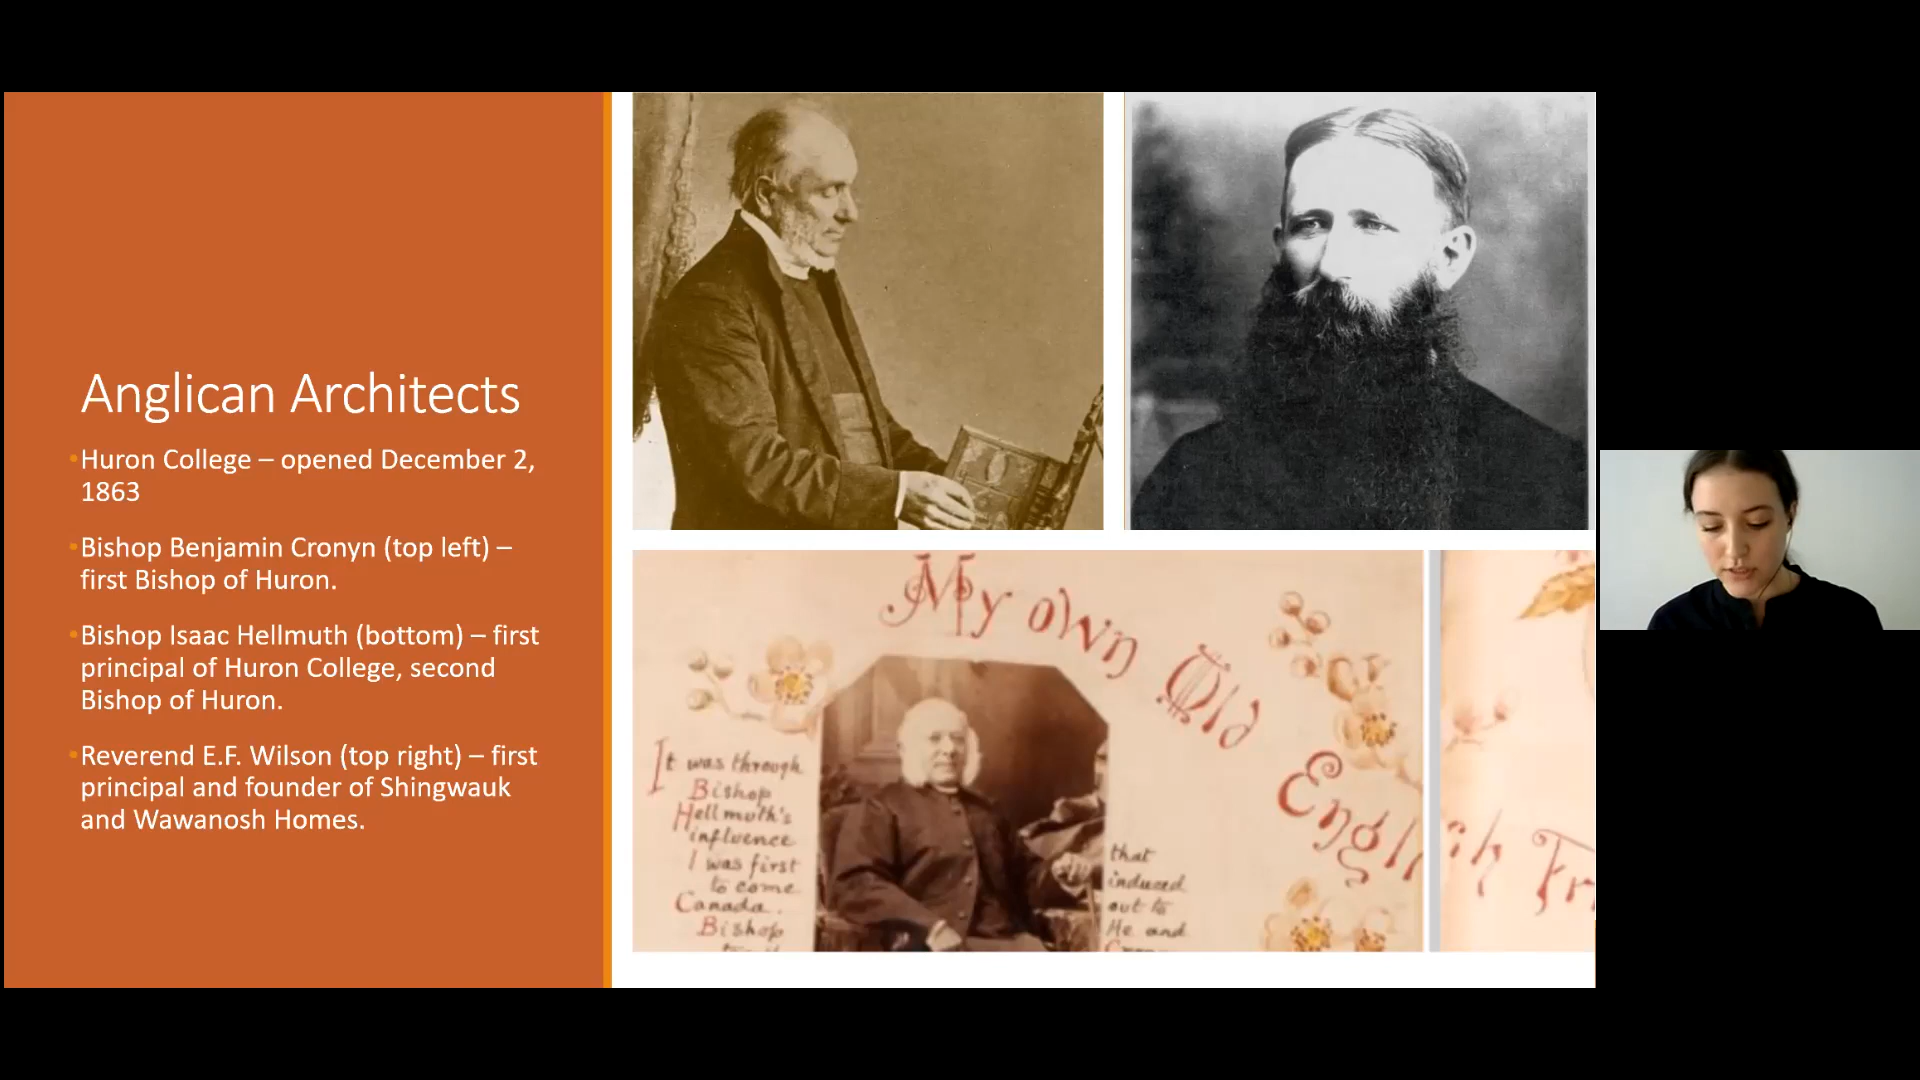 Anglican Architects
•Huron College – opened December 2,
1863
•Bishop Benjamin Cronyn (top left) –
first Bishop of Huron.
•Bishop Isaac Hellmuth (bottom) – first
principal of Huron College, second
Bishop of Huron.
•Reverend E.F. Wilson (top right) – first
principal and founder of Shingwauk
and Wawanosh Homes.
My own Old English Fr
It was through
Bishop
Hellmuth's
influence
I was first
to come
Canada.
Bishop
that
induced
out to
He and